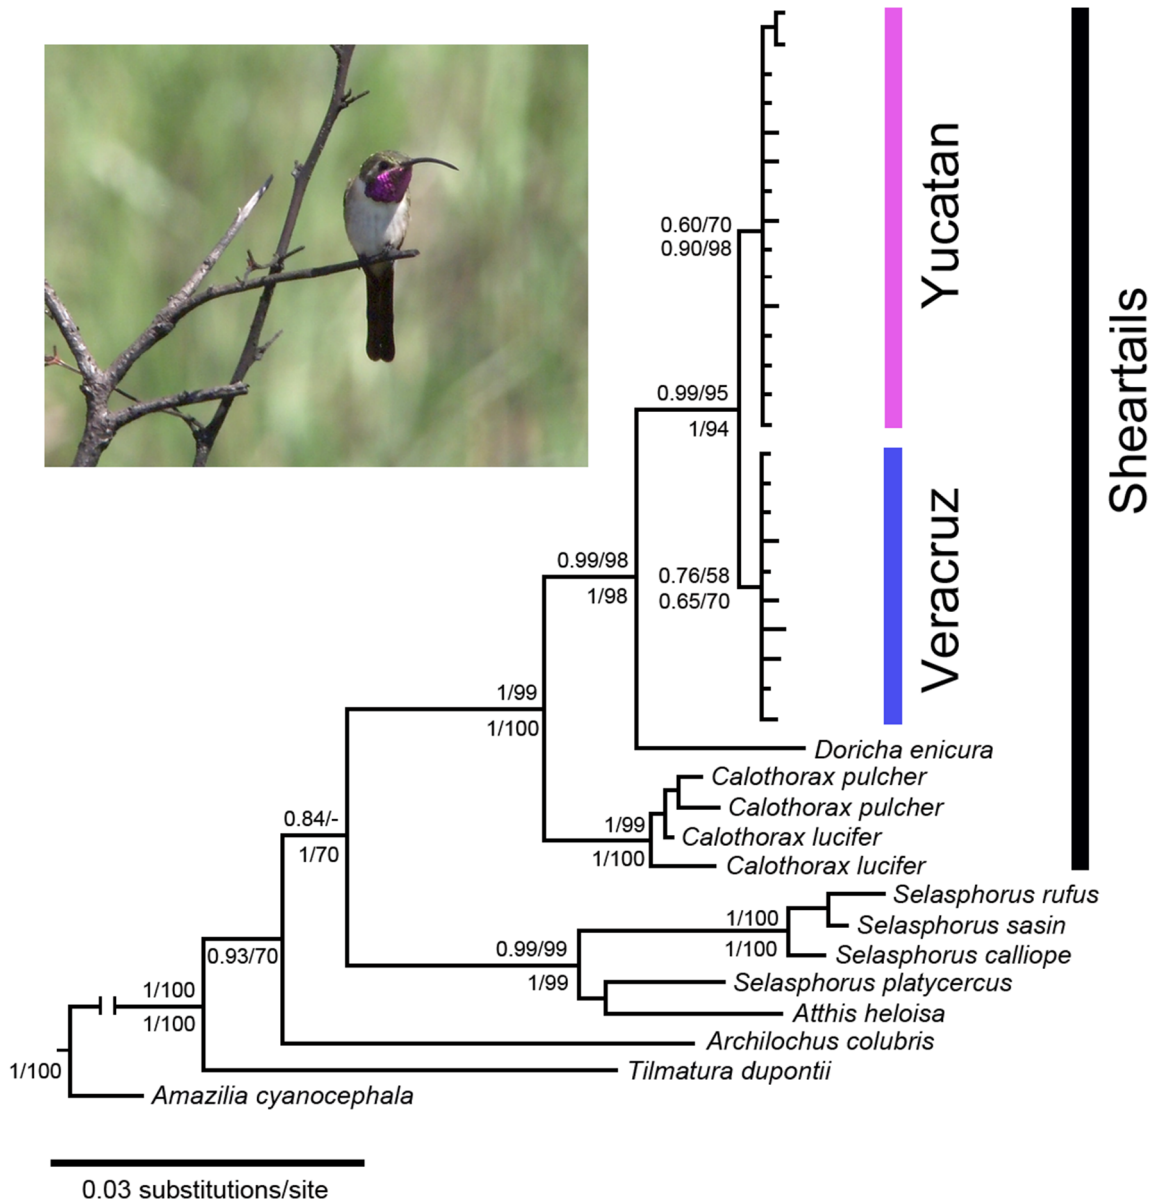 Yucatan
Sheartails
0.60/70
0.90/98
0.99/95
1/94
Veracruz
0.99/98
1/98
0.76/58
0.65/70
1/99
1/100
Doricha enicura
Calothorax pulcher
Calothorax pulcher
1/99
1/100
Calothorax lucifer
Calothorax lucifer
0.84/-
1/70
Selasphorus rufus
Selasphorus sasin
Selasphorus calliope
1/100
1/100
0.99/99
1/99
Selasphorus platycercus
Atthis heloisa
0.93/70
1/100
1/100
Archilochus colubris
Tilmatura dupontii
1/100
Amazilia cyanocephala
0.03 substitutions/site